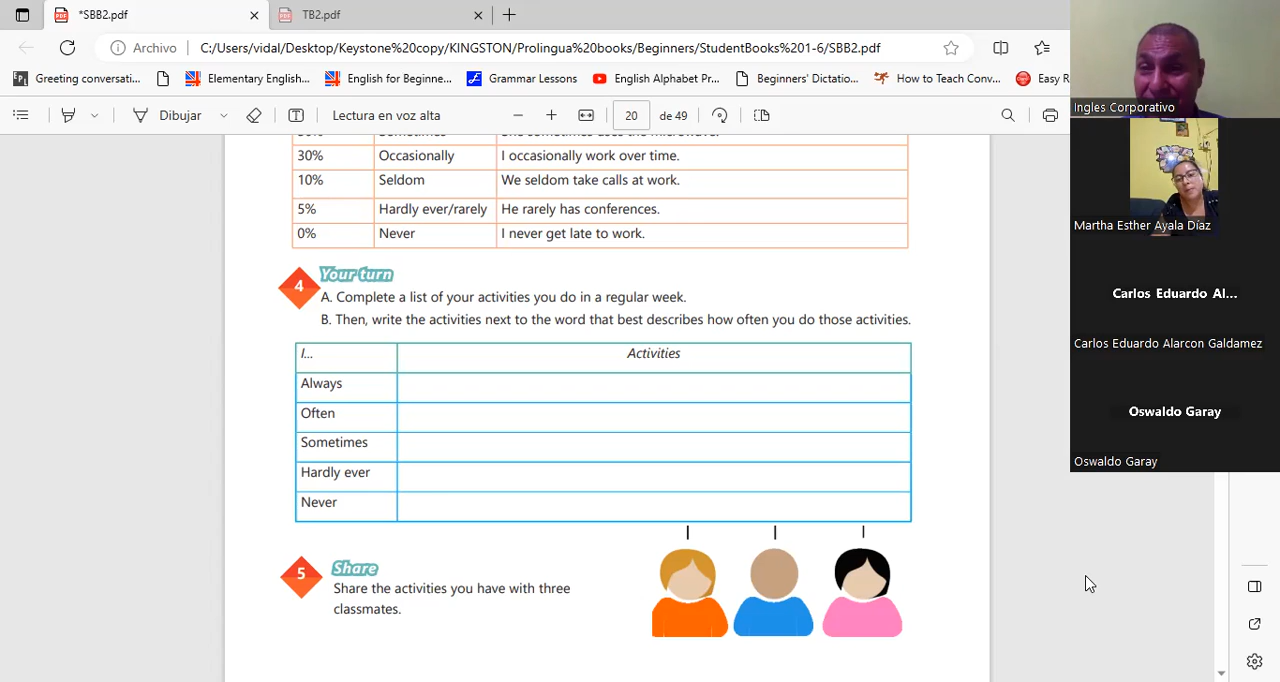 *SBB2.pdf
TB2.pdf
Archivo
C:/Users/vidal/Desktop/Keystone%20copy/KINGSTON/Prolingua%20books/Beginners/StudentBooks%201-6/SBB2.pdf
Greeting conversati...
Elementary English...
English for Beginne...
Grammar Lessons
English Alphabet Pr...
Beginners' Dictatio...
How to Teach Conv...
Easy R
Dibujar
Lectura en voz alta
20
de 49
30%
Occasionally
I occasionally work over time.
10%
Seldom
We seldom take calls at work.
5%
Hardly ever/rarely
He rarely has conferences.
0%
Never
I never get late to work.
4
Your turn
A. Complete a list of your activities you do in a regular week.
B. Then, write the activities next to the word that best describes how often you do those activities.
I...
Activities
Always
Often
Sometimes
Hardly ever
Never
5
Share
Share the activities you have with three
classmates.
Ingles Corporativo
Martha Esther Ayala Díaz
Carlos Eduardo Al...
Carlos Eduardo Alarcon Galdamez
Oswaldo Garay
Oswaldo Garay